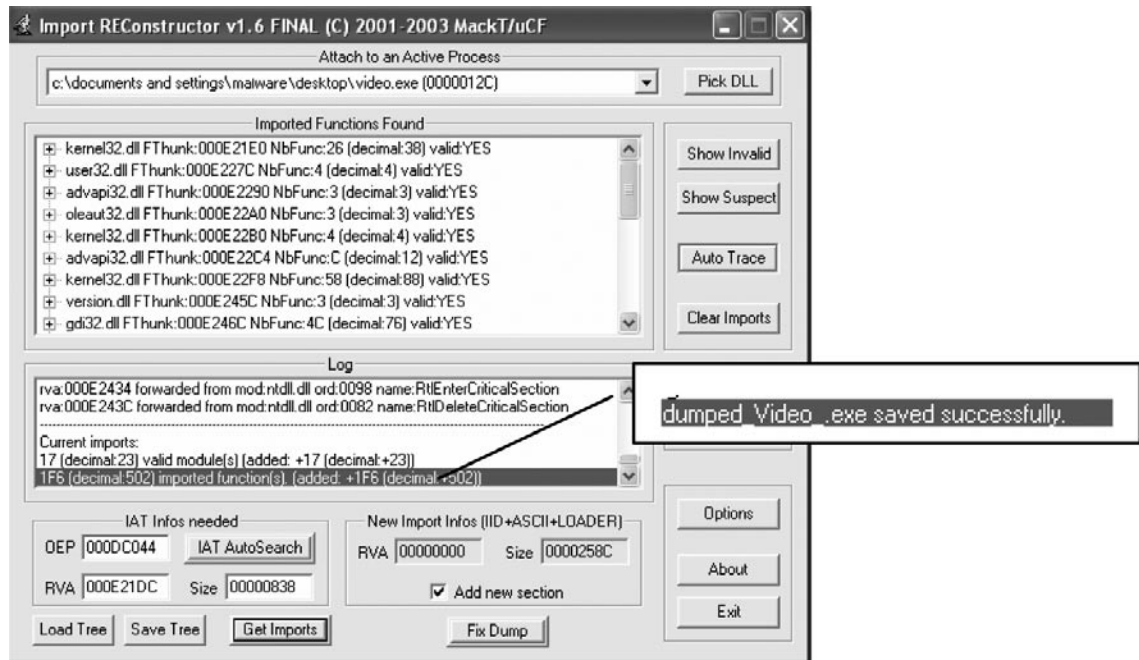 Import REConstructor v1.6 FINAL (C) 2001-2003 MackT/uCF
Attach to an Active Process
c:\documents and settings\malware\desktop\video.exe (0000012C)
Pick DLL
Imported Functions Found
kernel32.dll FThunk:000E21E0 NbFunc:26 (decimal:38) valid:YES
user32.dll FThunk:000E227C NbFunc:4 (decimal:4) valid:YES
advapi32.dll FThunk:000E2290 NbFunc:3 (decimal:3) valid:YES
oleaut32.dll FThunk:000E22A0 NbFunc:3 (decimal:3) valid:YES
kernel32.dll FThunk:000E22B0 NbFunc:4 (decimal:4) valid:YES
advapi32.dll FThunk:000E22C4 NbFunc:C (decimal:12) valid:YES
kernel32.dll FThunk:000E22F8 NbFunc:58 (decimal:88) valid:YES
version.dll FThunk:000E245C NbFunc:3 (decimal:3) valid:YES
gdi32.dll FThunk:000E246C NbFunc:4C (decimal:76) valid:YES
Show Invalid
Show Suspect
Auto Trace
Clear Imports
Log
rva:000E2434 forwarded from mod:ntdll.dll ord:0098 name:RtlEnterCriticalSection
rva:000E243C forwarded from mod:ntdll.dll ord:0082 name:RtlDeleteCriticalSection
Current imports:
17 (decimal:23) valid module(s) (added: +17 (decimal:+23))
1F6 (decimal:502) imported function(s). (added: +1F6 (decimal:+502))
dumped_Video_.exe saved successfully.
IAT Infos needed
OEP 000DC044 IAT AutoSearch
RVA 000E21DC Size 00000838
New Import Infos (IID+ASCII+LOADER)
RVA 00000000 Size 0000258C
Add new section
Options
About
Exit
Load Tree Save Tree Get Imports Fix Dump